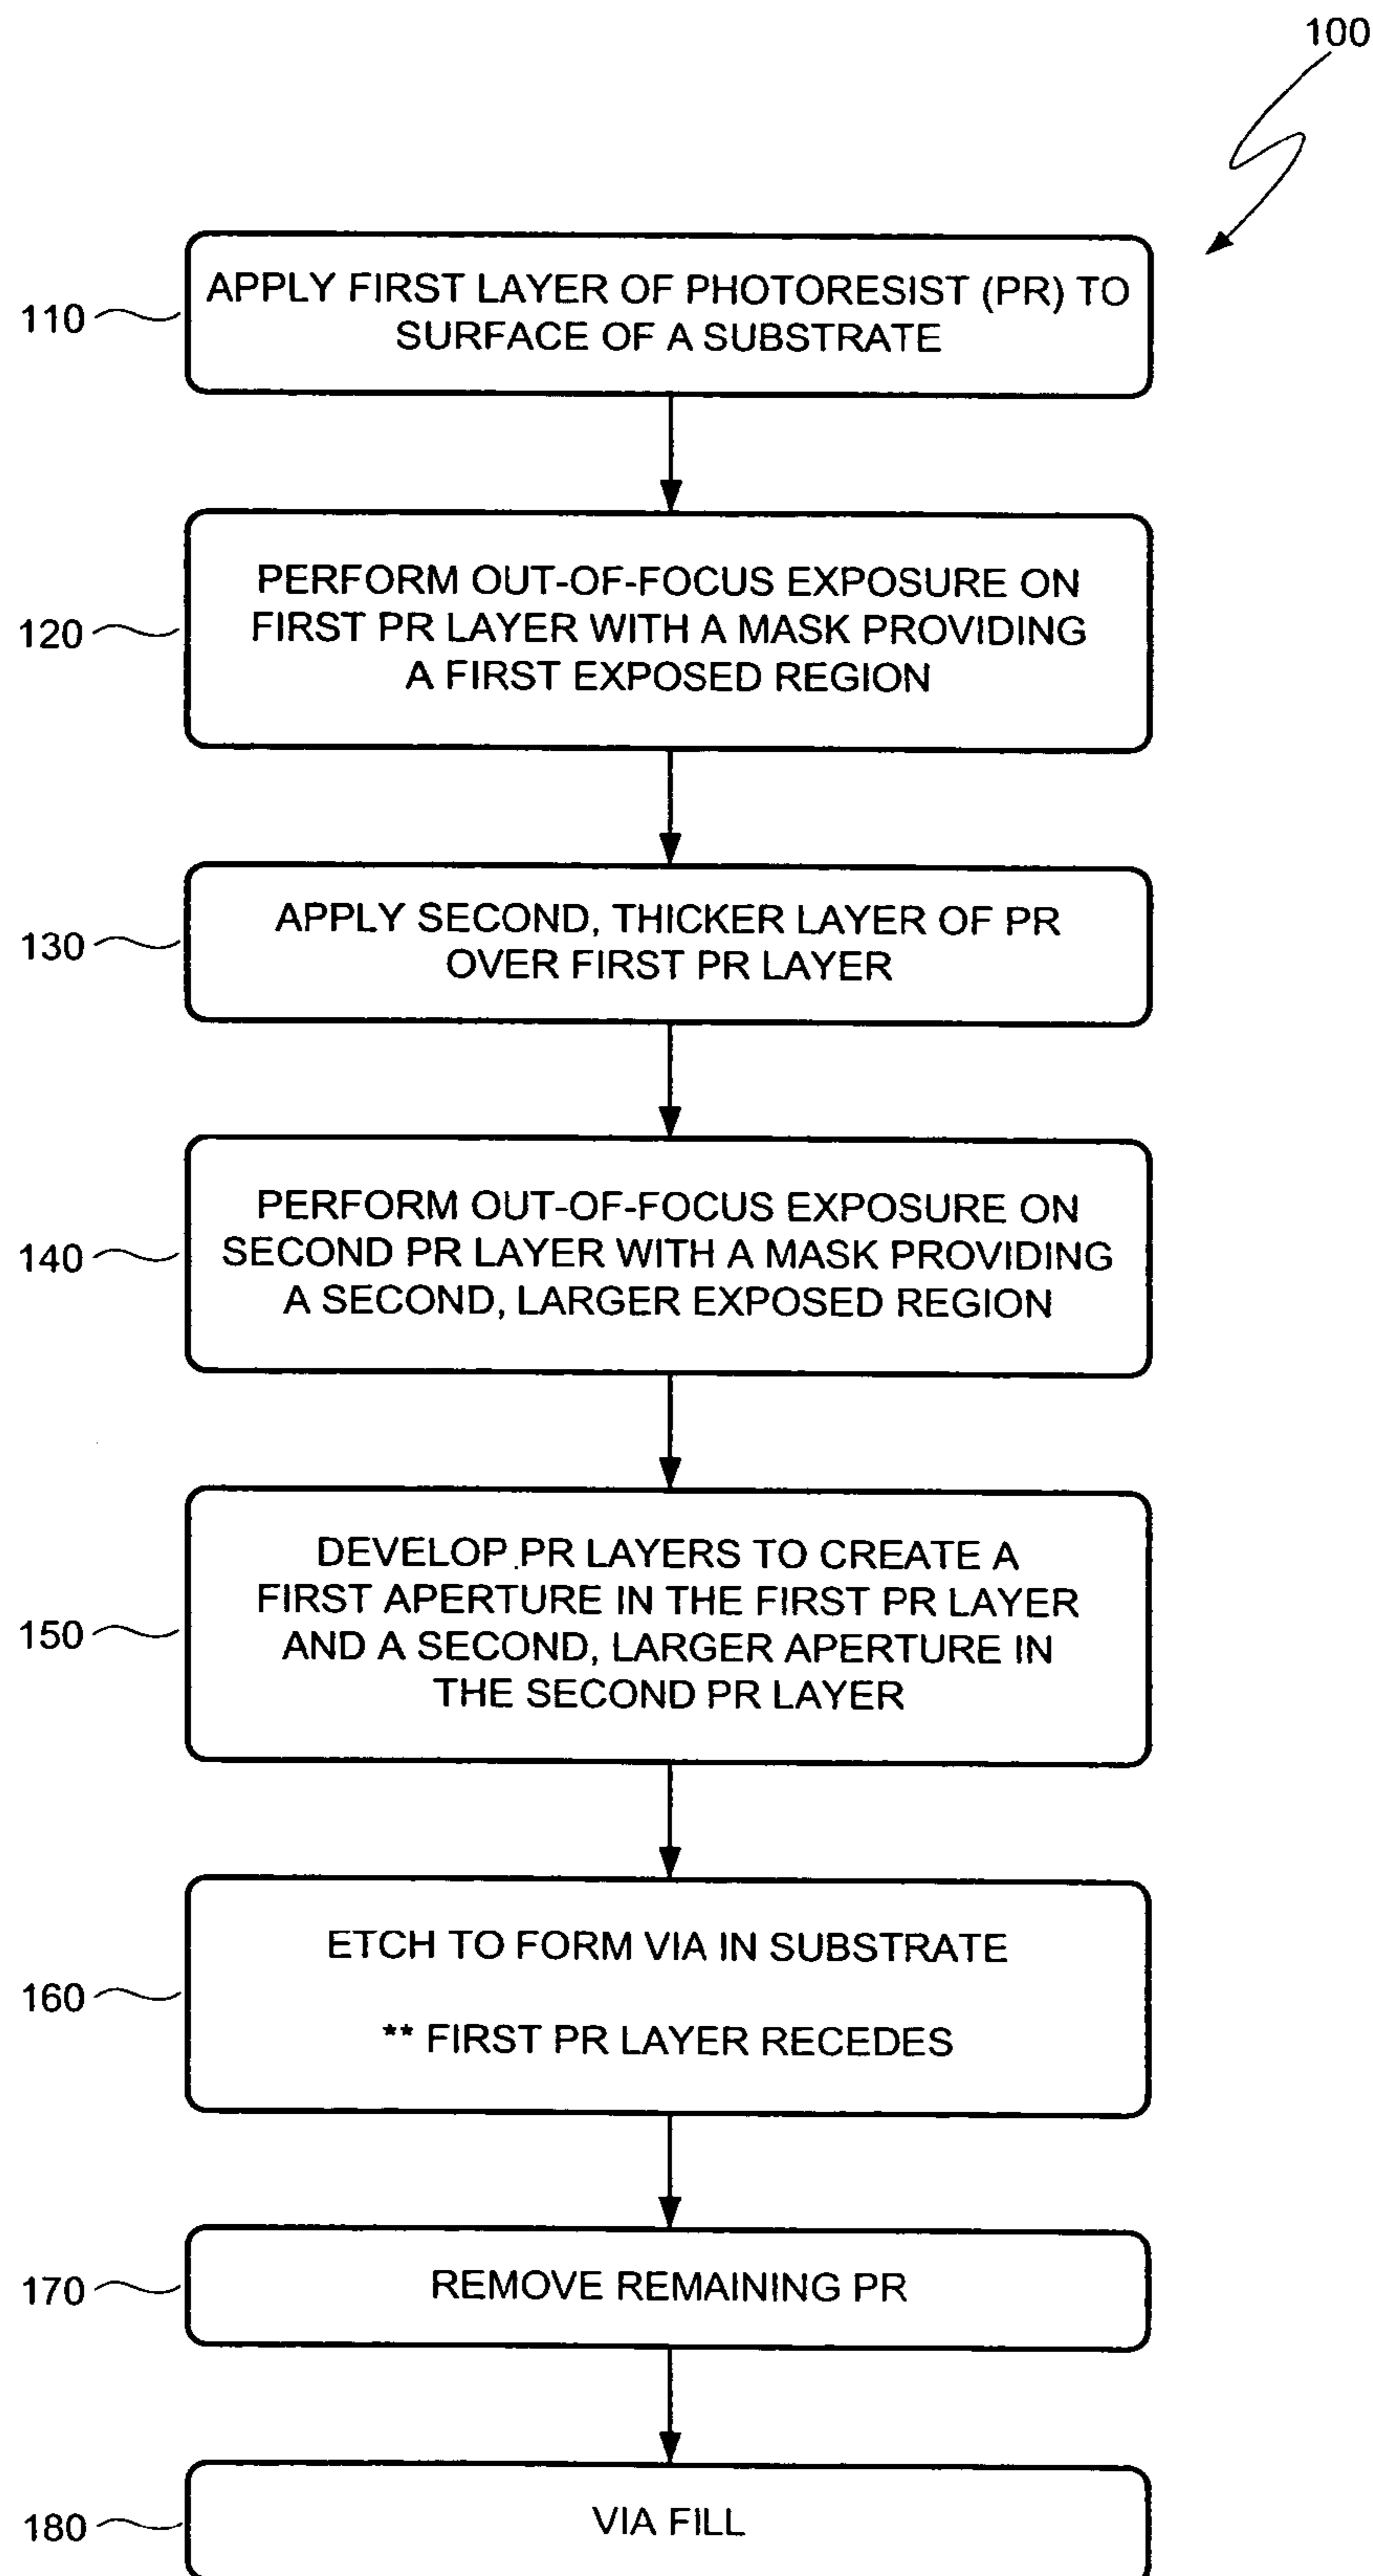 100
110
APPLY FIRST LAYER OF PHOTORESIST (PR) TO
SURFACE OF A SUBSTRATE
120
PERFORM OUT-OF-FOCUS EXPOSURE ON
FIRST PR LAYER WITH A MASK PROVIDING
A FIRST EXPOSED REGION
130
APPLY SECOND, THICKER LAYER OF PR
OVER FIRST PR LAYER
140
PERFORM OUT-OF-FOCUS EXPOSURE ON
SECOND PR LAYER WITH A MASK PROVIDING
A SECOND, LARGER EXPOSED REGION
150
DEVELOP PR LAYERS TO CREATE A
FIRST APERTURE IN THE FIRST PR LAYER
AND A SECOND, LARGER APERTURE IN
THE SECOND PR LAYER
160
ETCH TO FORM VIA IN SUBSTRATE
** FIRST PR LAYER RECEDES
170
REMOVE REMAINING PR
180
VIA FILL